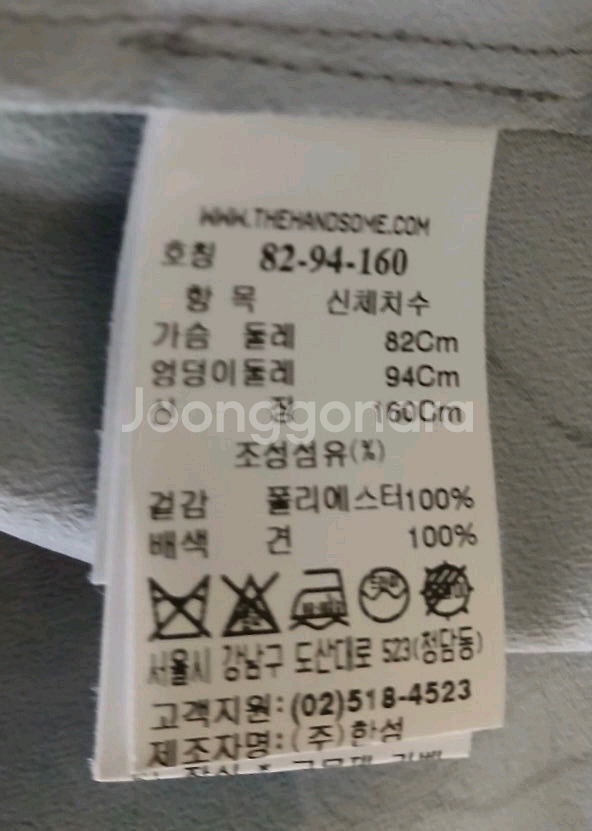 WWW.THEHANDSOME.COM
호칭 82-94-160
항 목 신체치수
가슴 둘레 82Cm
엉덩이둘레 94Cm
신 장 160Cm
Joonggonara
조성섬유(%)
겉감 폴리에스터100%
배색 견 100%
서울시 강남구 도산대로 523(청담동)
고객지원:(02)518-4523
제조자명:(주)한섬